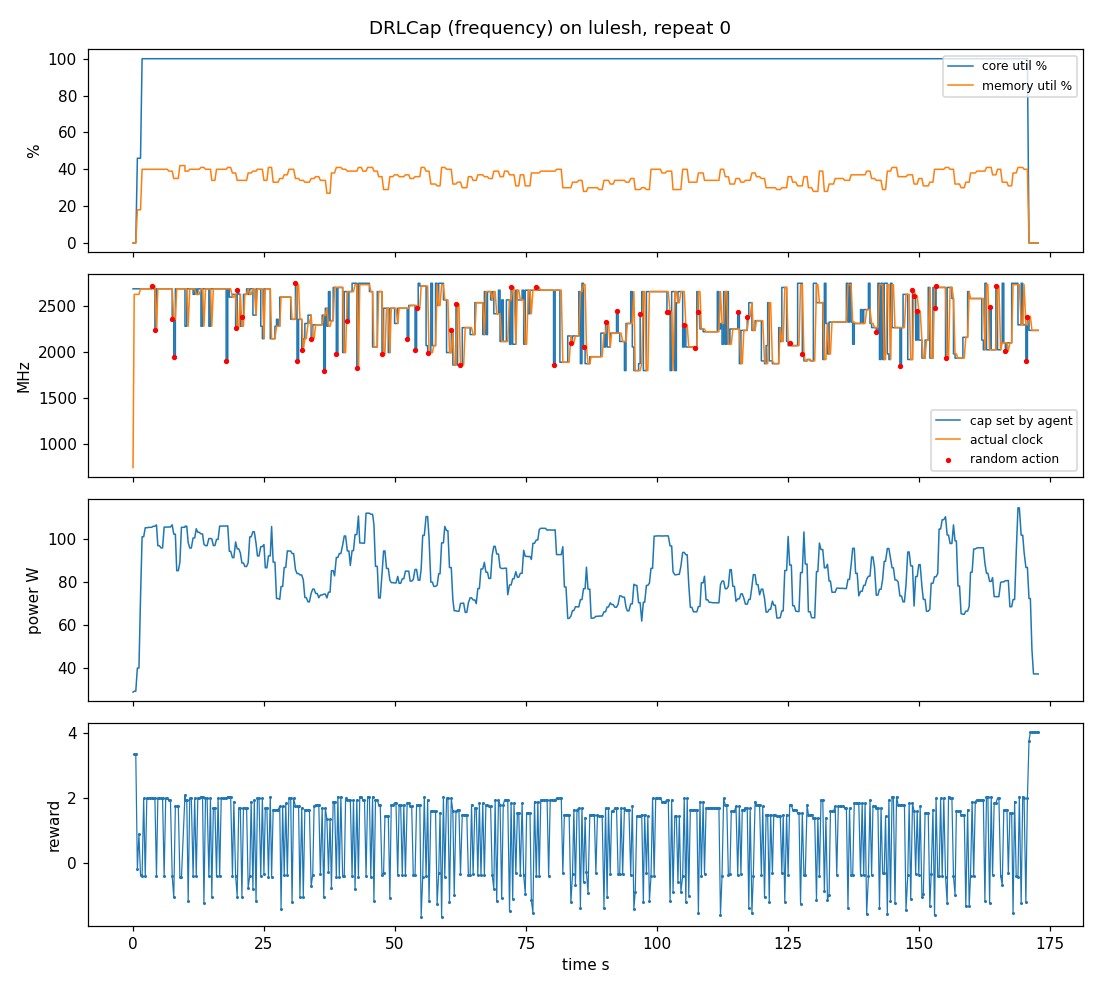 DRLCap (frequency) on lulesh, repeat 0
100
80
60
40
20
0
%
core util %
memory util %
2500
2000
1500
1000
MHz
cap set by agent
actual clock
random action
100
80
60
40
power W
4
2
0
reward
0 25 50 75 100 125 150 175
time s